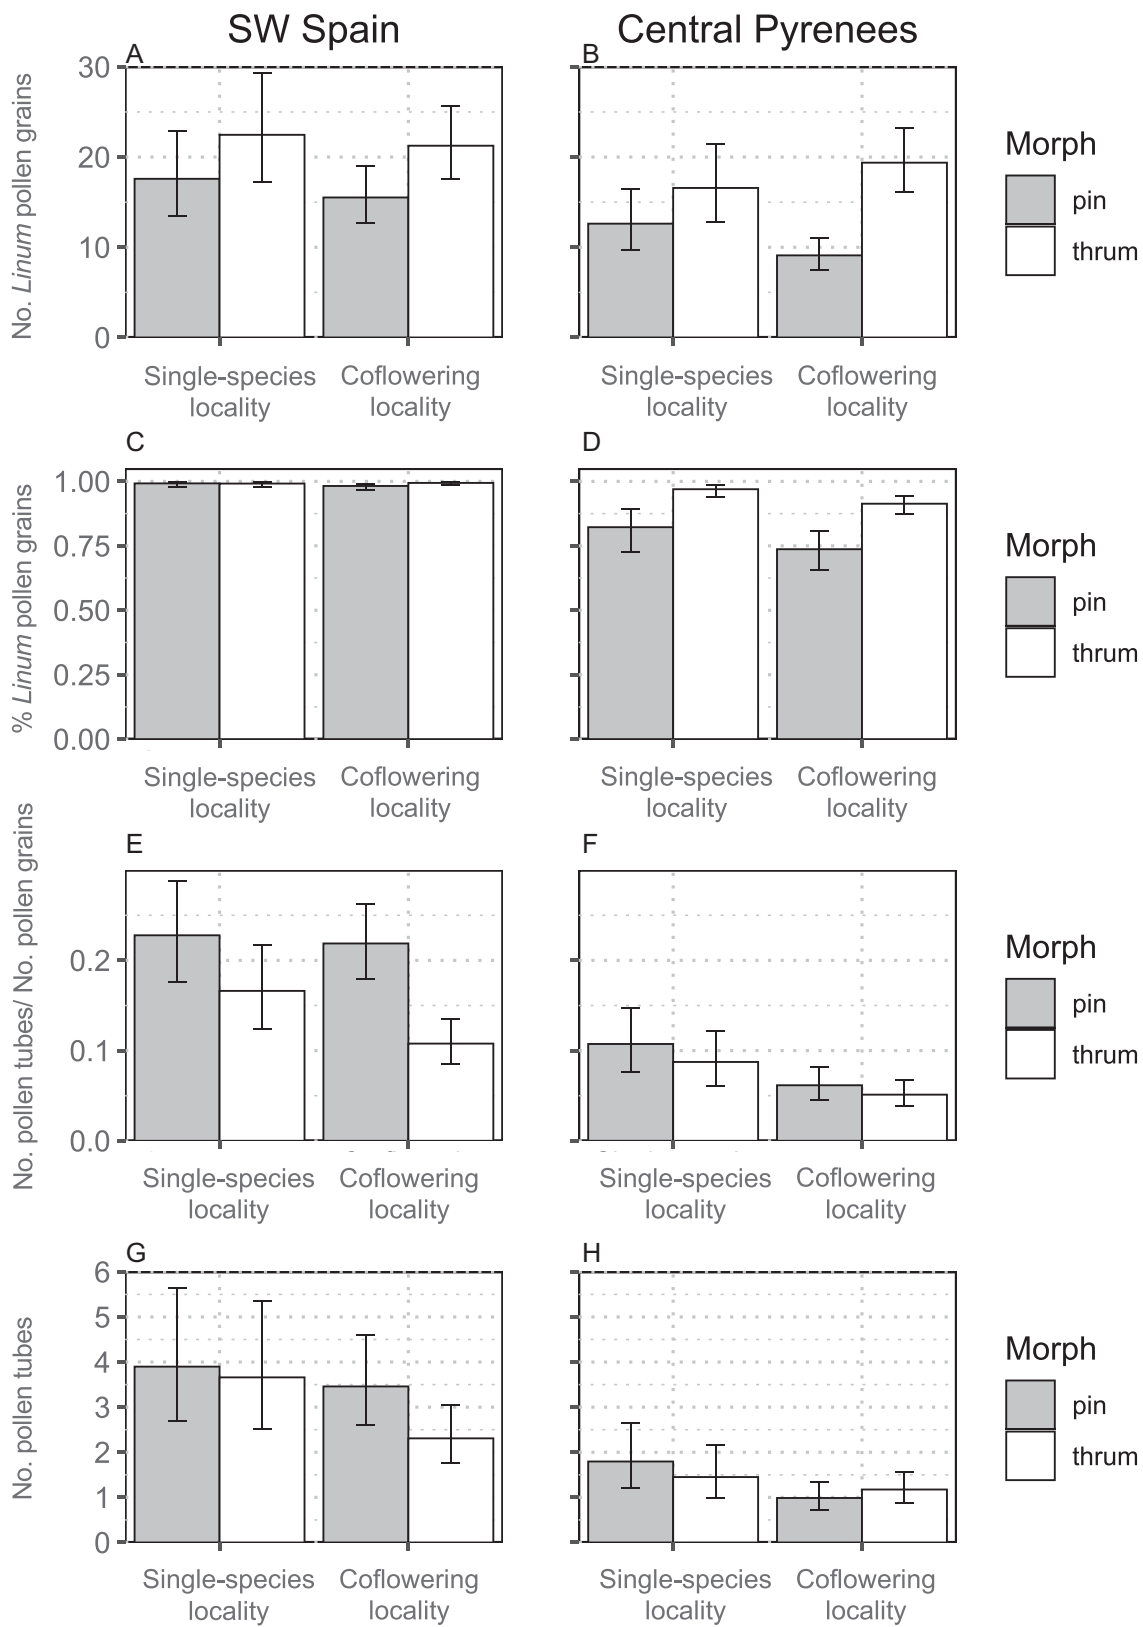 SW Spain
Central Pyrenees
A
B
No. Linum pollen grains
30
20
10
0
Single-species
locality
Coflowering
locality
Single-species
locality
Coflowering
locality
Morph
pin
thrum
C
D
% Linum pollen grains
1.00
0.75
0.50
0.25
0.00
Single-species
locality
Coflowering
locality
Single-species
locality
Coflowering
locality
Morph
pin
thrum
E
F
No. pollen tubes/ No. pollen grains
0.2
0.1
0.0
Single-species
locality
Coflowering
locality
Single-species
locality
Coflowering
locality
Morph
pin
thrum
G
H
No. pollen tubes
6
5
4
3
2
1
0
Single-species
locality
Coflowering
locality
Single-species
locality
Coflowering
locality
Morph
pin
thrum